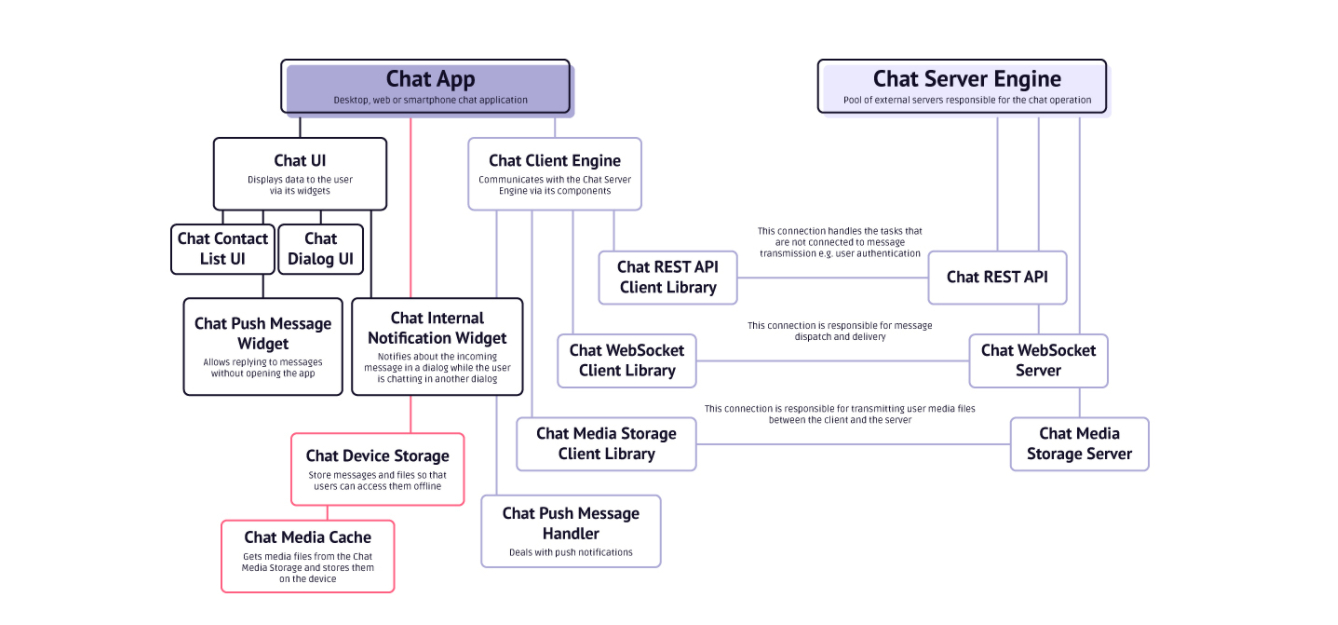 Chat App
Desktop, web or smartphone chat application
Chat Server Engine
Pool of external servers responsible for the chat operation
Chat UI
Displays data to the user
via its widgets
Chat Client Engine
Communicates with the Chat Server
Engine via its components
Chat Contact
List UI
Chat
Dialog UI
This connection handles the tasks that
are not connected to message
transmission e.g. user authentication
Chat REST API
Client Library
Chat REST API
Chat Push Message
Widget
Allows replying to messages
without opening the app
Chat Internal
Notification Widget
Notifies about the incoming
message in a dialog while the user
is chatting in another dialog
This connection is responsible for message
dispatch and delivery
Chat WebSocket
Client Library
Chat WebSocket
Server
This connection is responsible for transmitting user media files
between the client and the server
Chat Media Storage
Client Library
Chat Media
Storage Server
Chat Device Storage
Store messages and files so that
users can access them offline
Chat Push Message
Handler
Deals with push notifications
Chat Media Cache
Gets media files from the Chat
Media Storage and stores them
on the device